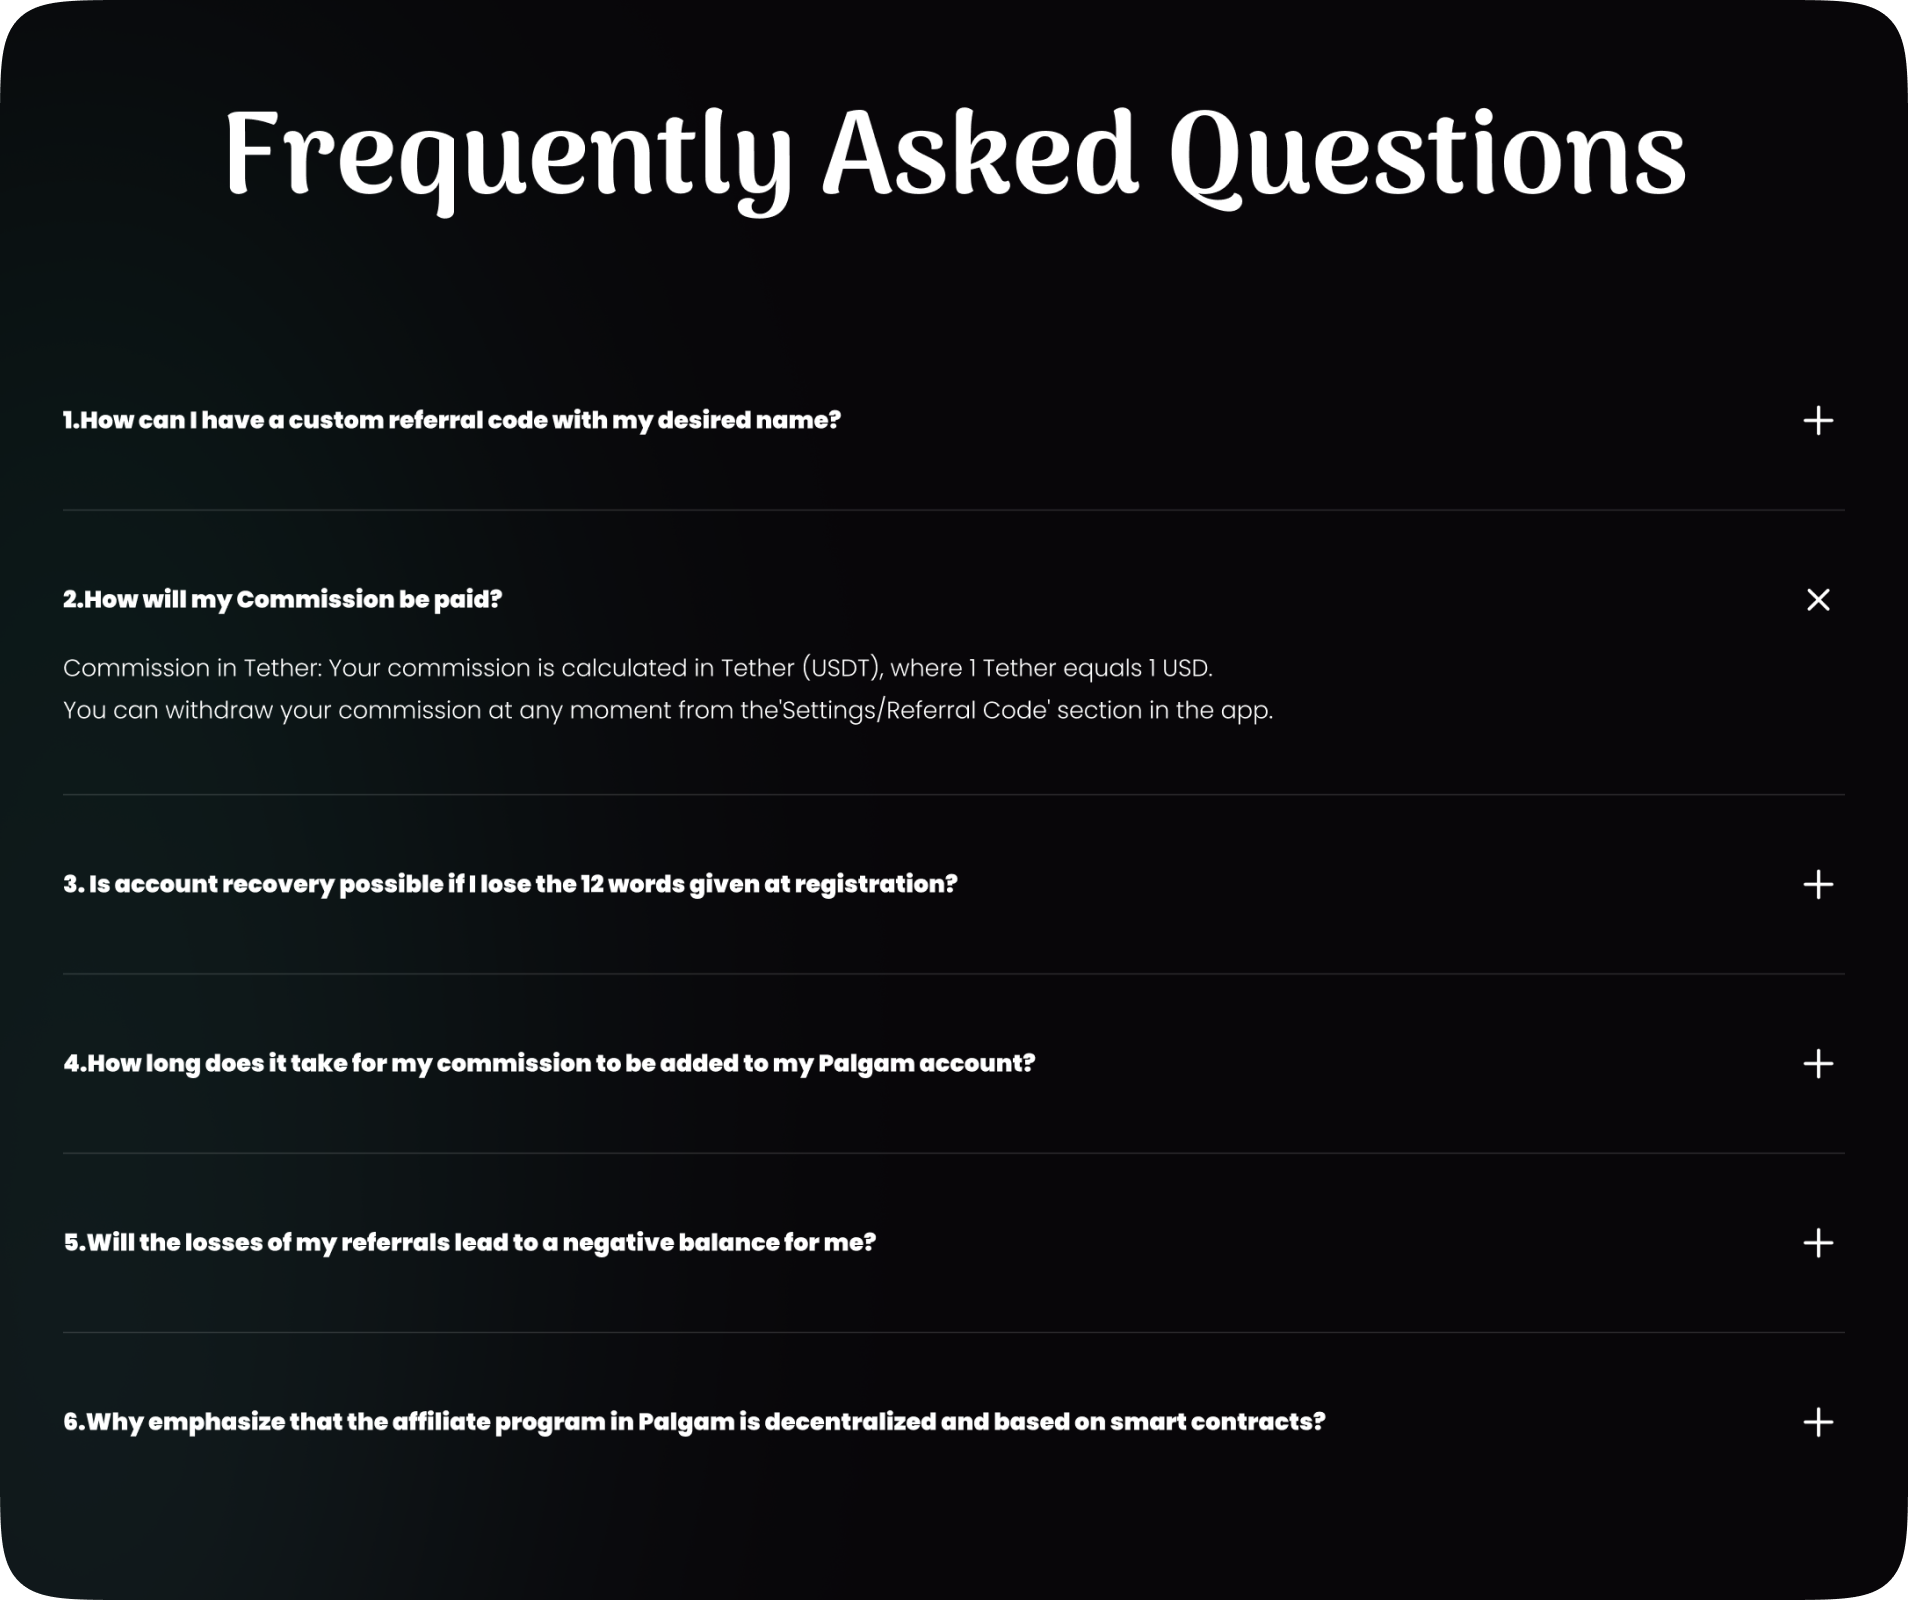 Frequently Asked Questions
1.How can I have a custom referral code with my desired name?
2.How will my Commission be paid?
Commission in Tether: Your commission is calculated in Tether (USDT), where 1 Tether equals 1 USD.
You can withdraw your commission at any moment from the'Settings/Referral Code' section in the app.
3. Is account recovery possible if I lose the 12 words given at registration?
4.How long does it take for my commission to be added to my Palgam account?
5.Will the losses of my referrals lead to a negative balance for me?
6.Why emphasize that the affiliate program in Palgam is decentralized and based on smart contracts?